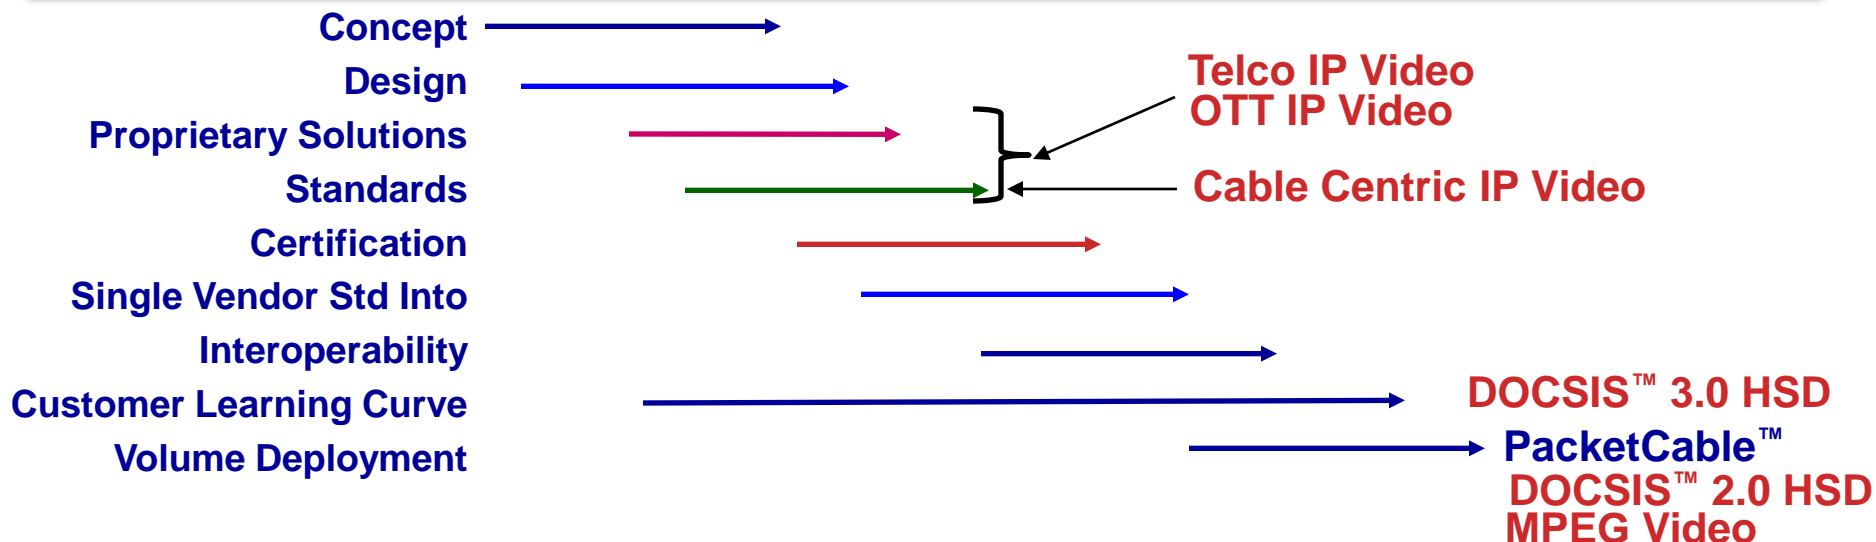 Concept
Design
Proprietary Solutions
Standards
Certification
Single Vendor Std Into
Interoperability
Customer Learning Curve
Volume Deployment
Telco IP Video
OTT IP Video
Cable Centric IP Video
DOCSIS™ 3.0 HSD
PacketCable™
DOCSIS™ 2.0 HSD
MPEG Video